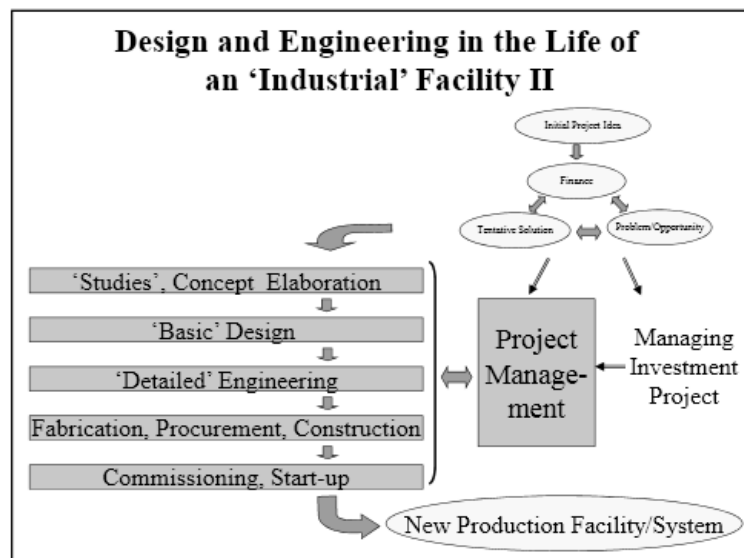 Design and Engineering in the Life of
an ‘Industrial’ Facility II
Initial Project Idea
Finance
Tentative Solution
Problem/Opportunity
‘Studies’, Concept Elaboration
‘Basic’ Design
‘Detailed’ Engineering
Fabrication, Procurement, Construction
Commissioning, Start-up
Project
Manage-
ment
Managing
Investment
Project
New Production Facility/System